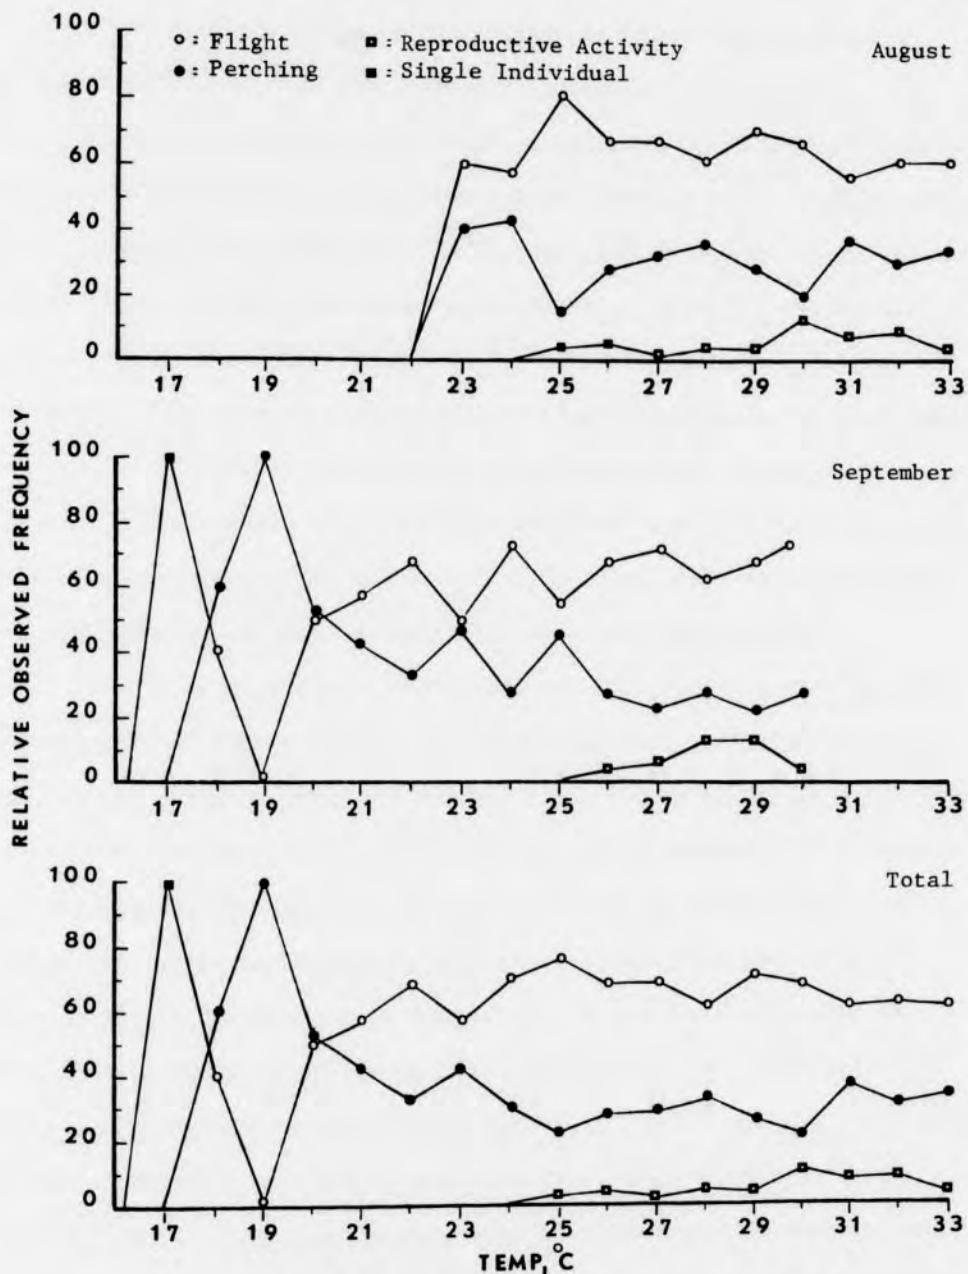 100
80
60
40
20
0
○: Flight
●: Perching
◘: Reproductive Activity
■: Single Individual
August
17 19 21 23 25 27 29 31 33
RELATIVE OBSERVED FREQUENCY
100
80
60
40
20
0
September
17 19 21 23 25 27 29 31 33
100
80
60
40
20
0
Total
17 19 21 23 25 27 29 31 33
TEMP, °C